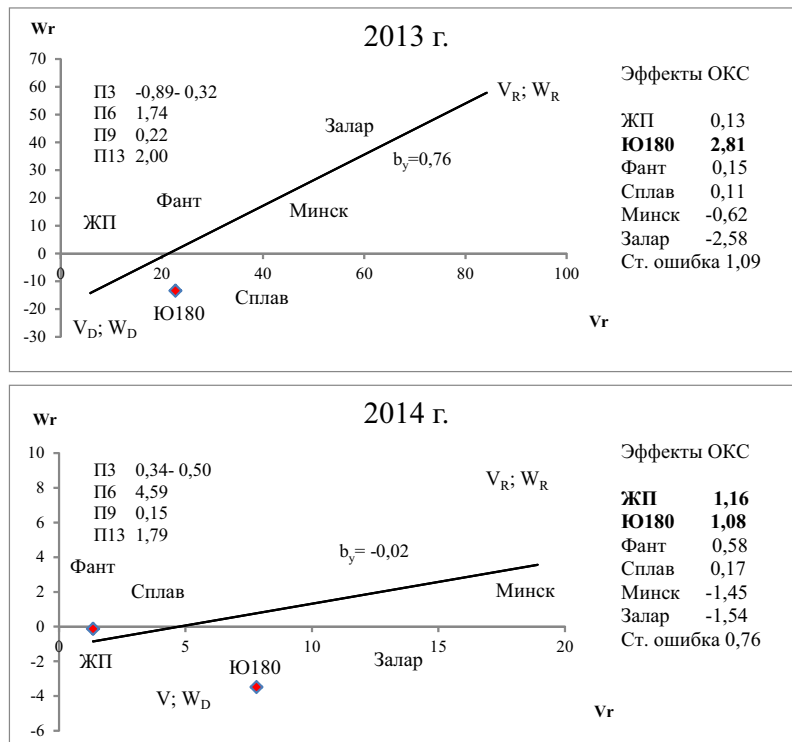 Wr
2013 г.
70
60
50
40
30
20
10
0
-10
-20
-30
0
20
40
60
80
100
П3 -0,89- 0,32
П6 1,74
П9 0,22
П13 2,00
V_R; W_R
Залар
b_y=0,76
Фант
ЖП
Минск
Ю180
Сплав
V_D; W_D
Vr
Эффекты ОКС
ЖП 0,13
Ю180 2,81
Фант 0,15
Сплав 0,11
Минск -0,62
Залар -2,58
Ст. ошибка 1,09
Wr
2014 г.
10
8
6
4
2
0
-2
-4
-6
0
5
10
15
20
П3 0,34- 0,50
П6 4,59
П9 0,15
П13 1,79
V_R; W_R
Фант
b_y= -0,02
Сплав
Минск
ЖП
Ю180
Залар
V; W_D
Vr
Эффекты ОКС
ЖП 1,16
Ю180 1,08
Фант 0,58
Сплав 0,17
Минск -1,45
Залар -1,54
Ст. ошибка 0,76